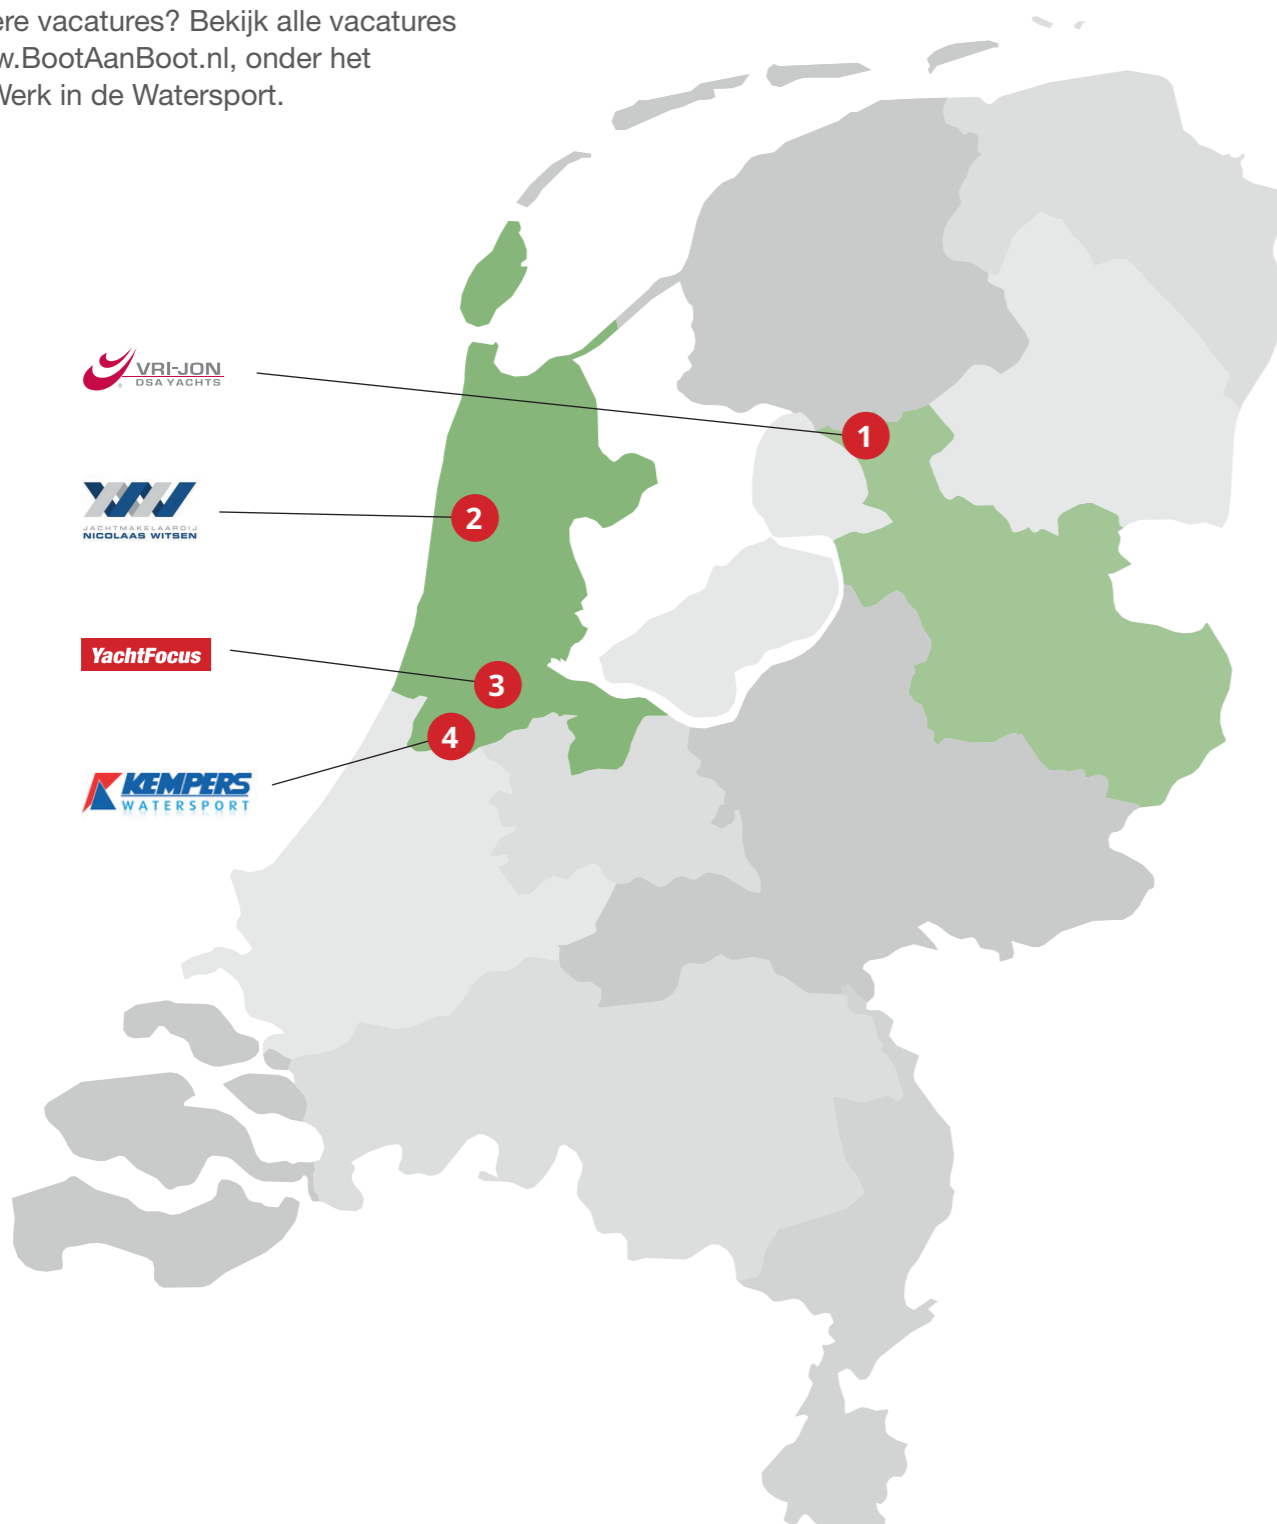 ere vacatures? Bekijk alle vacatures
w.BootAanBoot.nl, onder het
Werk in de Watersport.
VRI-JON
DSA YACHTS
1
JACHTMAKELAARDIJ
NICOLAAS WITSEN
2
YachtFocus
3
4
KEMPERS
WATERSPORT